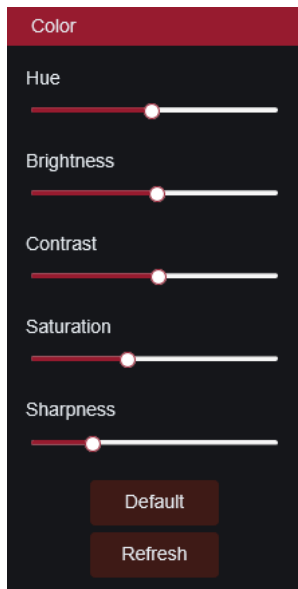 Color
Hue
Brightness
Contrast
Saturation
Sharpness
Default
Refresh